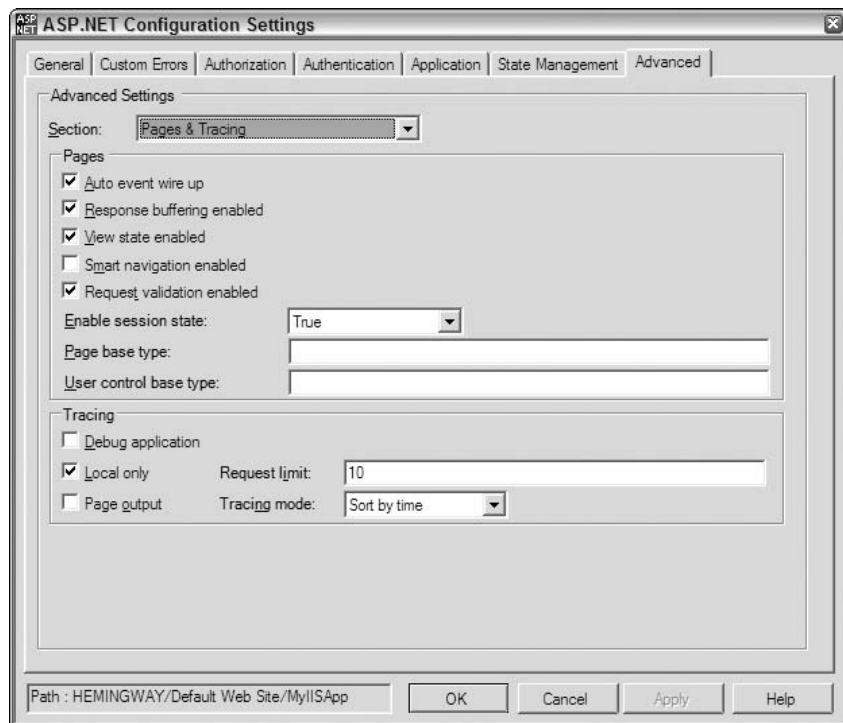 ASP NET ASP.NET Configuration Settings
General Custom Errors Authorization Authentication Application State Management Advanced
Advanced Settings
Section: Pages & Tracing
Pages
Auto event wire up
Response buffering enabled
View state enabled
Smart navigation enabled
Request validation enabled
Enable session state: True
Page base type:
User control base type:
Tracing
Debug application
Local only Request limit: 10
Page output Tracing mode: Sort by time
Path : HEMINGWAY/Default Web Site/MyIISApp OK Cancel Apply Help